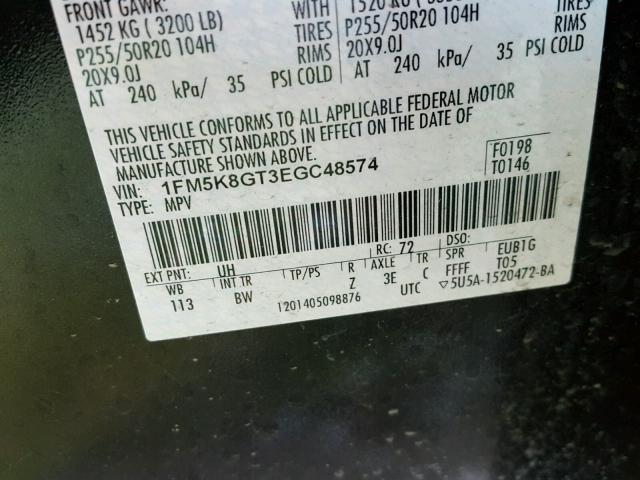 FRONT GAWR: WITH
1452 KG ( 3200 LB) TIRES
P255/50R20 104H RIMS P255/50R20 104H TIRES
20X9.0J 20X9.0J RIMS
AT 240 kPa/ 35 PSI COLD AT 240 kPa/ 35 PSI COLD
THIS VEHICLE CONFORMS TO ALL APPLICABLE FEDERAL MOTOR
VEHICLE SAFETY STANDARDS IN EFFECT ON THE DATE OF
MANUFACTURE SHOWN ABOVE.
VIN: 1FM5K8GT3EGC48574 F0198
TYPE: MPV T0146
EXT PNT: UH RC: 72 DSO:
WB INT TR TP/PS R AXLE TR SPR EUB1G
113 BW Z 3E C FFFF T05
1201405098876 UTC ▽5U5A-1520472-BA